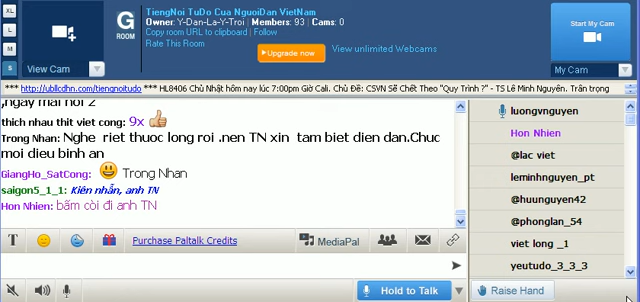 XS
L
M
S
View Cam
G
ROOM
TiengNoi TuDo Cua NguoiDan VietNam
Owner: Y-Dan-La-Y-Troi | Members: 93 | Cams: 0
Copy room URL to clipboard | Follow
Rate This Room
Upgrade now
View unlimited Webcams
Start My Cam
My Cam
*** http://ubllcdhn.com/tiengnoitudo *** HL8406 Chủ Nhật hôm nay lúc 7:00pm Giờ Cali. Chủ Đề: CSVN Sẽ Chết Theo "Quy Trình ?" - TS Lê Minh Nguyên. Trân trọng
,ngay mai noi 2
thich nhau thit viet cong: 9x
Trong Nhan: Nghe riet thuoc long roi .nen TN xin tam biet dien dan.Chuc
moi dieu binh an
GiangHo_SatCong: Trong Nhan
saigon5_1_1: Kiên nhẫn, anh TN
Hon Nhien: bấm còi đi anh TN
luongvnguyen
Hon Nhien
@lac viet
leminhnguyen_pt
@huunguyen42
@phonglan_54
viet long _1
yeutudo_3_3_3
T
Purchase Paltalk Credits
MediaPal
Hold to Talk
Raise Hand